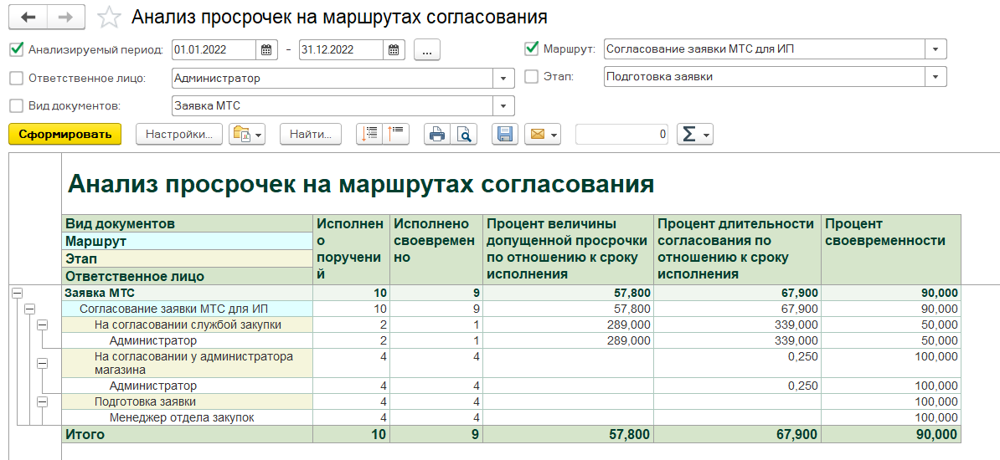 Анализ просрочек на маршрутах согласования
Анализируемый период: 01.01.2022 - 31.12.2022 ... Маршрут: Согласование заявки МТС для ИП
Ответственное лицо: Администратор Этап: Подготовка заявки
Вид документов: Заявка МТС
Сформировать Настройки... Найти... 0 Σ
Анализ просрочек на маршрутах согласования
Вид документов
Маршрут
Этап
Ответственное лицо
Исполнен
о
поручени
й
Исполнено
своевремен
но
Процент величины
допущенной просрочки
по отношению к сроку
исполнения
Процент длительности
согласования по
отношению к сроку
исполнения
Процент
своевременности
Заявка МТС 10 9 57,800 67,900 90,000
Согласование заявки МТС для ИП 10 9 57,800 67,900 90,000
На согласовании службой закупки 2 1 289,000 339,000 50,000
Администратор 2 1 289,000 339,000 50,000
На согласовании у администратора 4 4 0,250 100,000
магазина
Администратор 4 4 0,250 100,000
Подготовка заявки 4 4 100,000
Менеджер отдела закупок 4 4 100,000
Итого 10 9 57,800 67,900 90,000